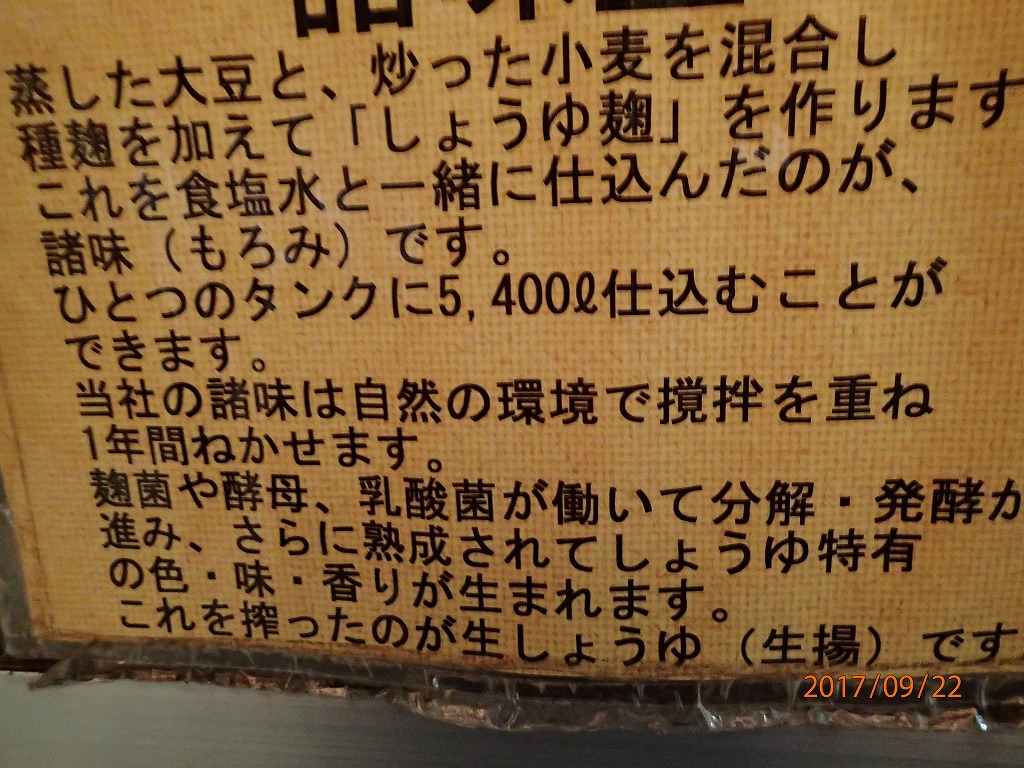 蒸した大豆と、炒った小麦を混合し
種麹を加えて「しょうゆ麹」を作ります
これを食塩水と一緒に仕込んだのが、
諸味（もろみ）です。
ひとつのタンクに5,400ℓ仕込むことが
できます。
当社の諸味は自然の環境で撹拌を重ね
1年間ねかせます。
麹菌や酵母、乳酸菌が働いて分解・発酵が
進み、さらに熟成されてしょうゆ特有
の色・味・香りが生まれます。
これを搾ったのが生しょうゆ（生揚）です
2017/09/22